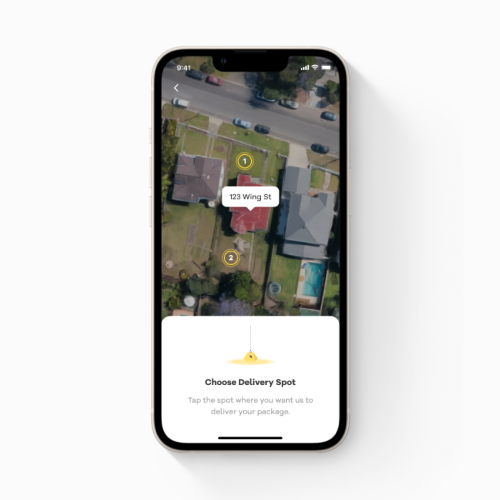 9:41
1
123 Wing St
2
Choose Delivery Spot
Tap the spot where you want us to
deliver your package.